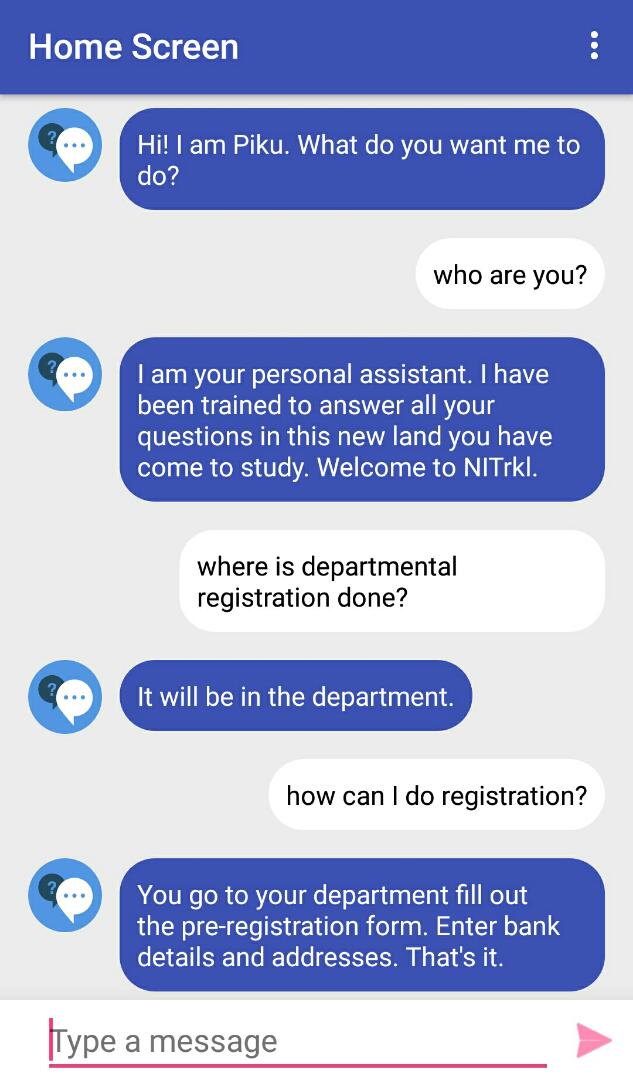 Home Screen
Hi! I am Piku. What do you want me to
do?
who are you?
I am your personal assistant. I have
been trained to answer all your
questions in this new land you have
come to study. Welcome to NITrkl.
where is departmental
registration done?
It will be in the department.
how can I do registration?
You go to your department fill out
the pre-registration form. Enter bank
details and addresses. That's it.
Type a message